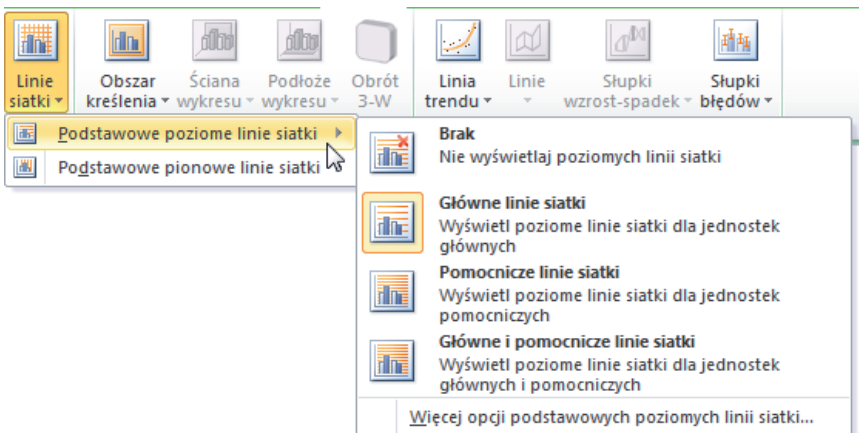 Linie siatki
Obszar kreślenia
Ściana wykresu
Podłoże wykresu
Obrót 3-W
Linia trendu
Linie
Słupki wzrost-spadek
Słupki błędów
Podstawowe poziome linie siatki
Podstawowe pionowe linie siatki
Brak
Nie wyświetlaj poziomych linii siatki
Główne linie siatki
Wyświetl poziome linie siatki dla jednostek
głównych
Pomocnicze linie siatki
Wyświetl poziome linie siatki dla jednostek
pomocniczych
Główne i pomocnicze linie siatki
Wyświetl poziome linie siatki dla jednostek
głównych i pomocniczych
Więcej opcji podstawowych poziomych linii siatki...